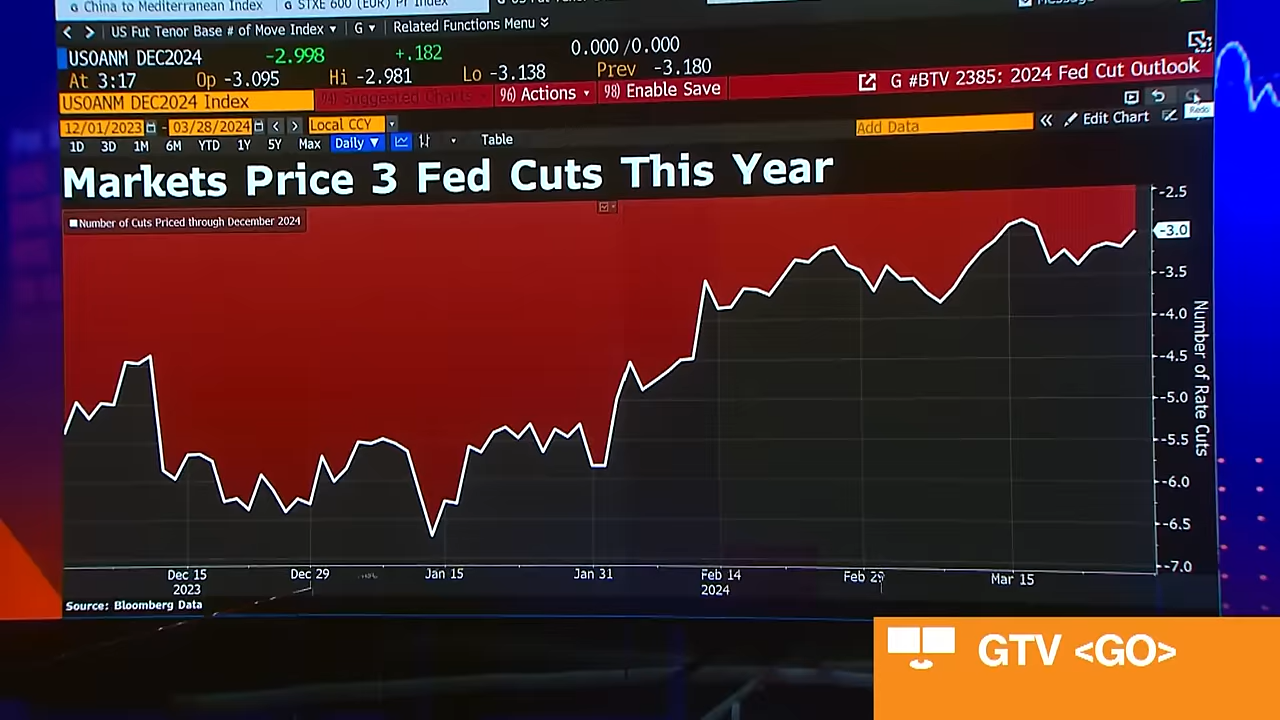 G China to Mediterranean Index G STXE 600 (EUR) Pr Index
US Fut Tenor Base # of Move Index G Related Functions Menu
USOANM DEC2024 -2.998 +.182 0.000 /0.000
At 3:17 Op -3.095 Hi -2.981 Lo -3.138 Prev -3.180
USOANM DEC2024 Index 94) Suggested Charts 96) Actions 98) Enable Save G #BTV 2385: 2024 Fed Cut Outlook
Redo
12/01/2023 - 03/28/2024 Local CCY Add Data Edit Chart
1D 3D 1M 6M YTD 1Y 5Y Max Daily Table
Markets Price 3 Fed Cuts This Year
Number of Cuts Priced through December 2024
-2.5
-3.0
-3.5
-4.0
-4.5
-5.0
-5.5
-6.0
-6.5
-7.0
Number of Rate Cuts
Dec 15 Dec 29 Jan 15 Jan 31 Feb 14 Feb 29 Mar 15
2023 2024
Source: Bloomberg Data
GTV <GO>